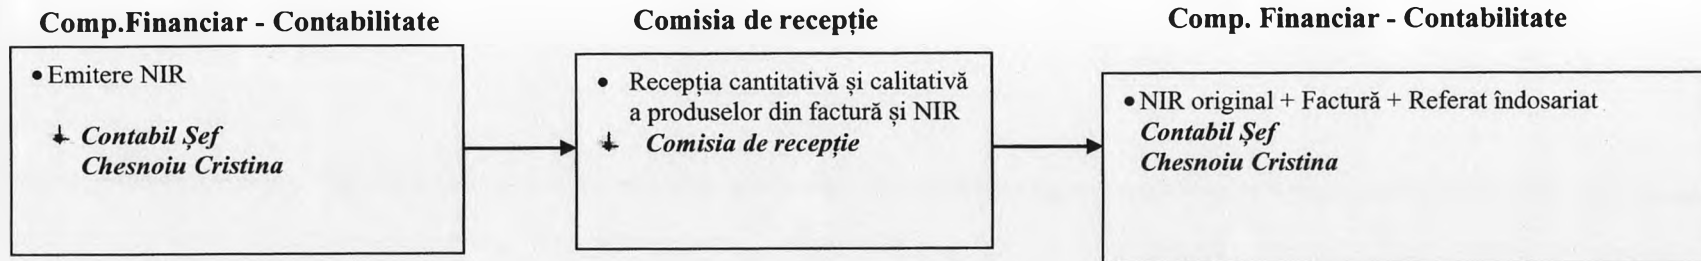 Comp.Financiar - Contabilitate
• Emitere NIR
Contabil Șef
Chesnoiu Cristina
Comisia de recepție
• Recepția cantitativă și calitativă
a produselor din factură și NIR
Comisia de recepție
Comp. Financiar - Contabilitate
• NIR original + Factură + Referat îndosariat
Contabil Șef
Chesnoiu Cristina